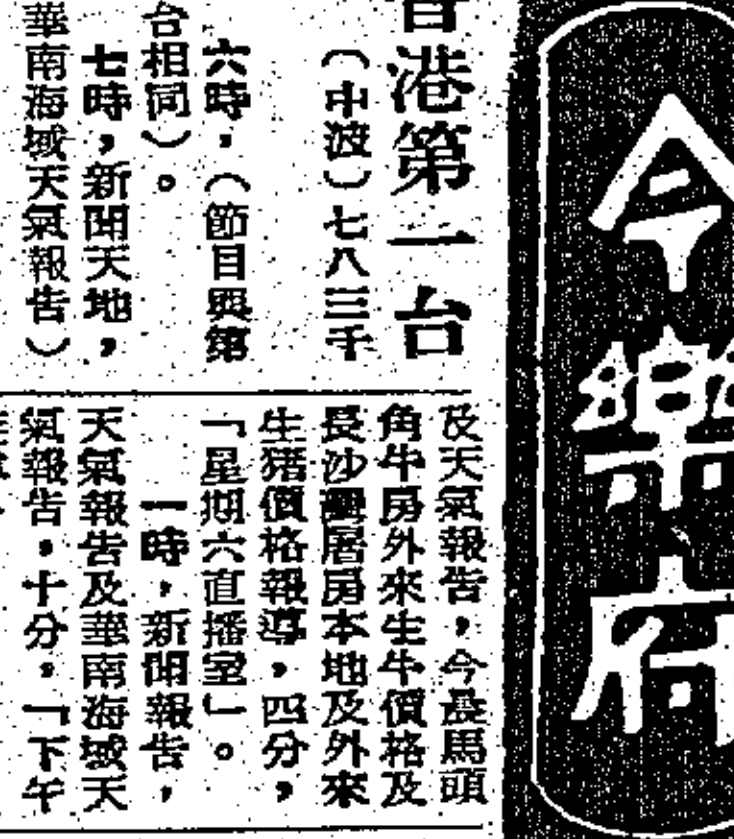 今樂府
香港第一台
（中波）七八三千
六時，（節目與第
台相同）。
七時，新聞天地，
華南海域天氣報告）
及天氣報告，今晨馬頭
角牛房外來生牛價格及
長沙灣屠房本地及外來
生豬價格報導，四分，
「星期六直播室」。
一時，新聞報告，
天氣報告及華南海域天
氣報告，十分，「下午